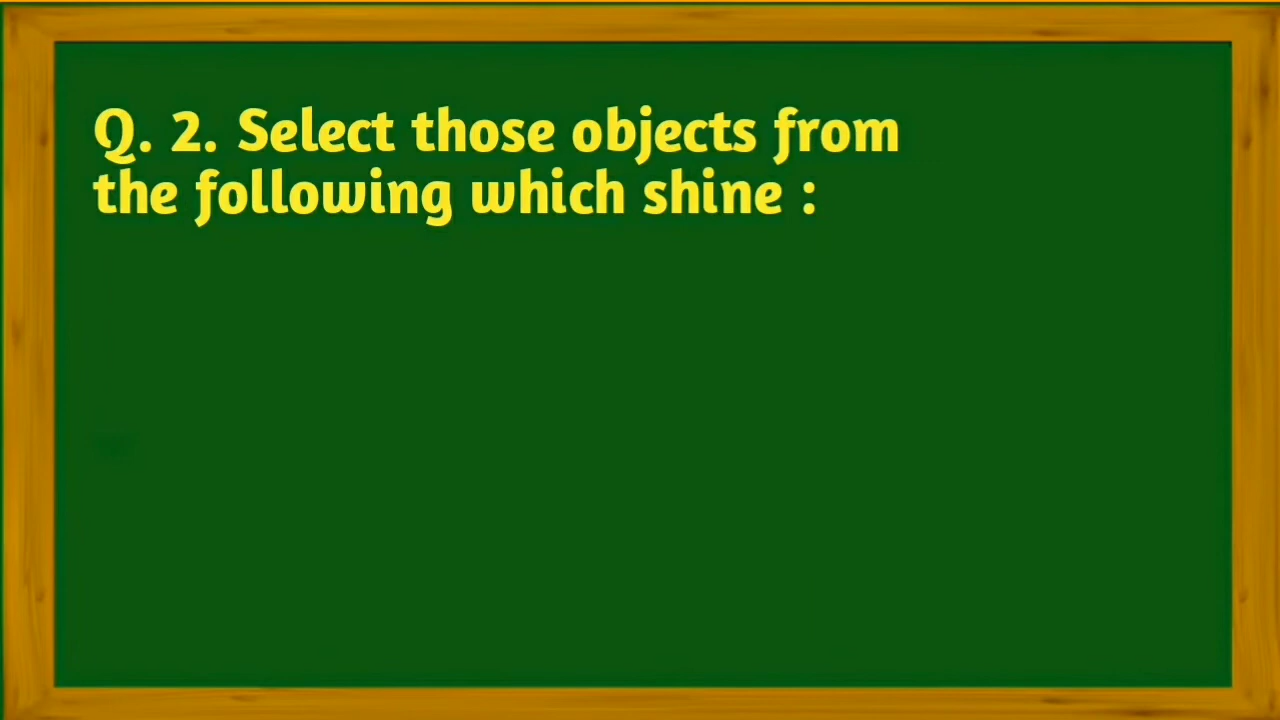 Q. 2. Select those objects from
the following which shine :